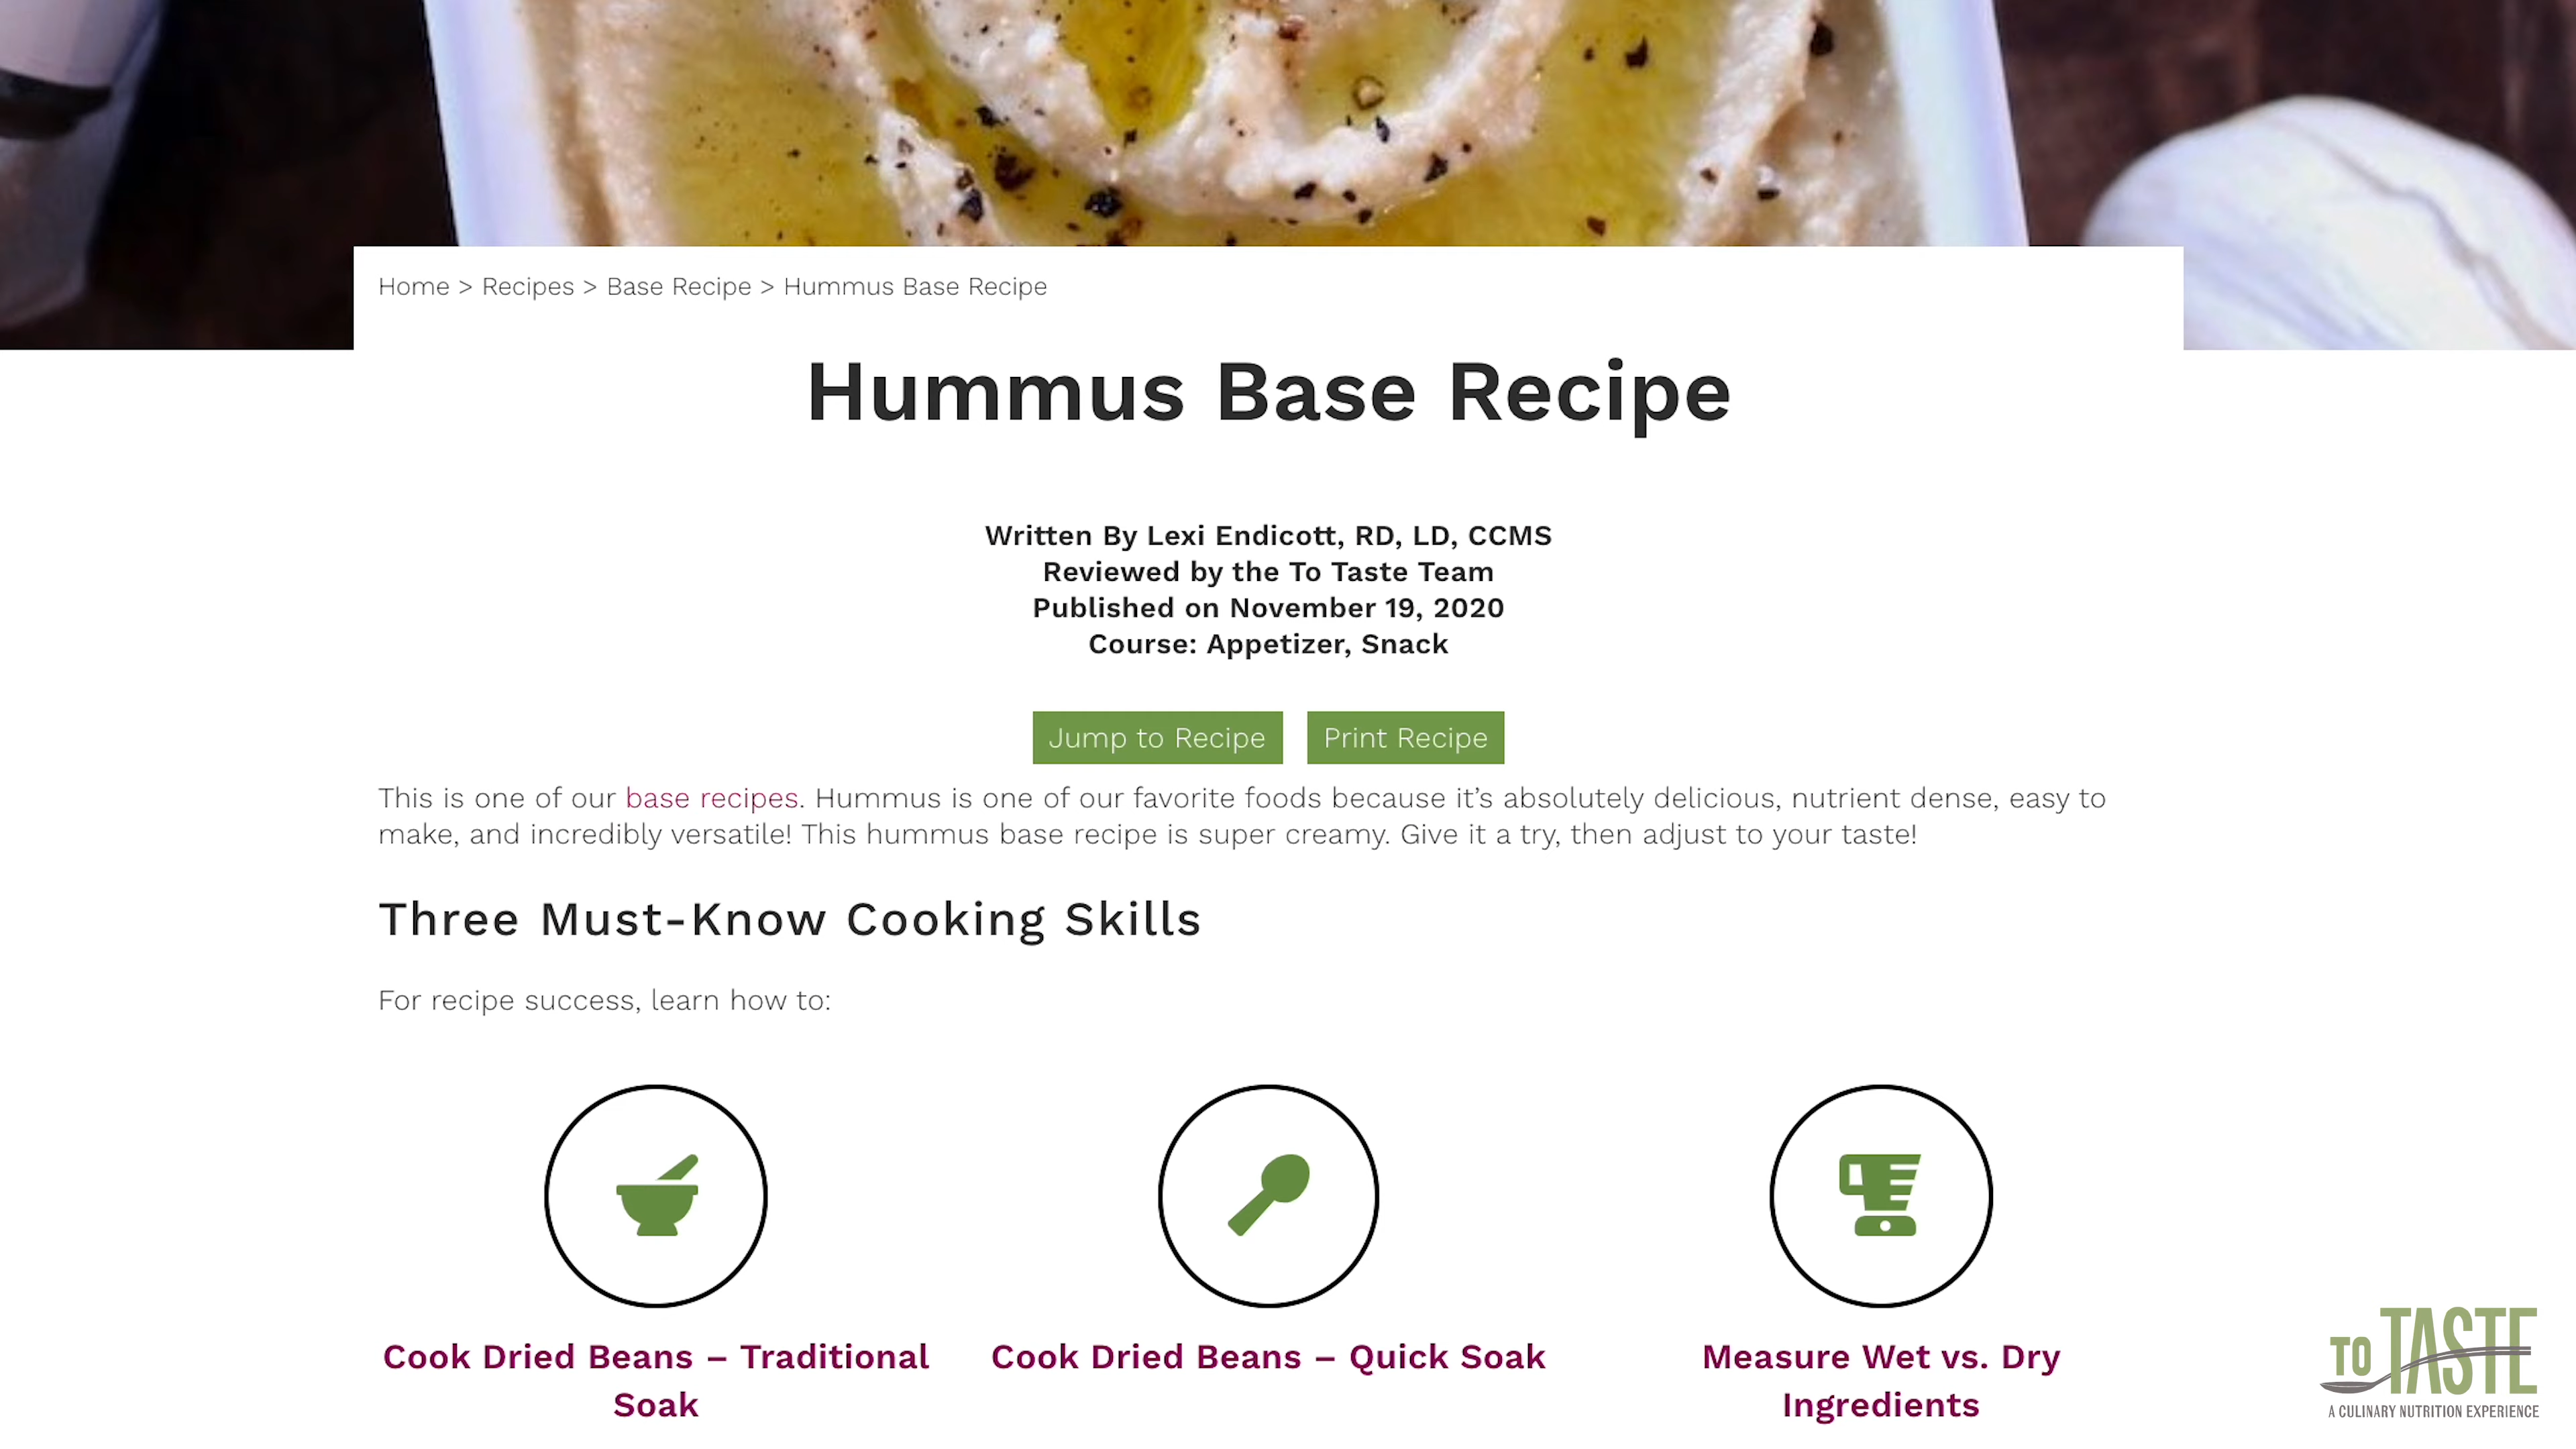 Home > Recipes > Base Recipe > Hummus Base Recipe
Hummus Base Recipe
Written By Lexi Endicott, RD, LD, CCMS
Reviewed by the To Taste Team
Published on November 19, 2020
Course: Appetizer, Snack
Jump to Recipe
Print Recipe
This is one of our base recipes. Hummus is one of our favorite foods because it’s absolutely delicious, nutrient dense, easy to
make, and incredibly versatile! This hummus base recipe is super creamy. Give it a try, then adjust to your taste!
Three Must-Know Cooking Skills
For recipe success, learn how to:
Cook Dried Beans – Traditional
Soak
Cook Dried Beans – Quick Soak
Measure Wet vs. Dry
Ingredients
TO TASTE
A CULINARY NUTRITION EXPERIENCE